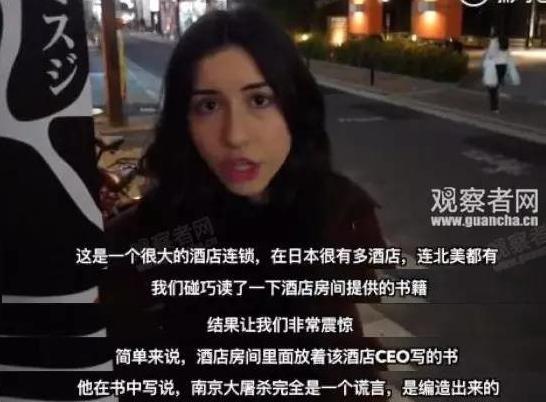 スジ
观察者网
www.guancha.cn
观察者网
这是一个很大的酒店连锁，在日本很有多酒店，连北美都有
我们碰巧读了一下酒店房间提供的书籍
结果让我们非常震惊
简单来说，酒店房间里面放着该酒店CEO写的书
他在书中写说，南京大屠杀完全是一个谎言，是编造出来的